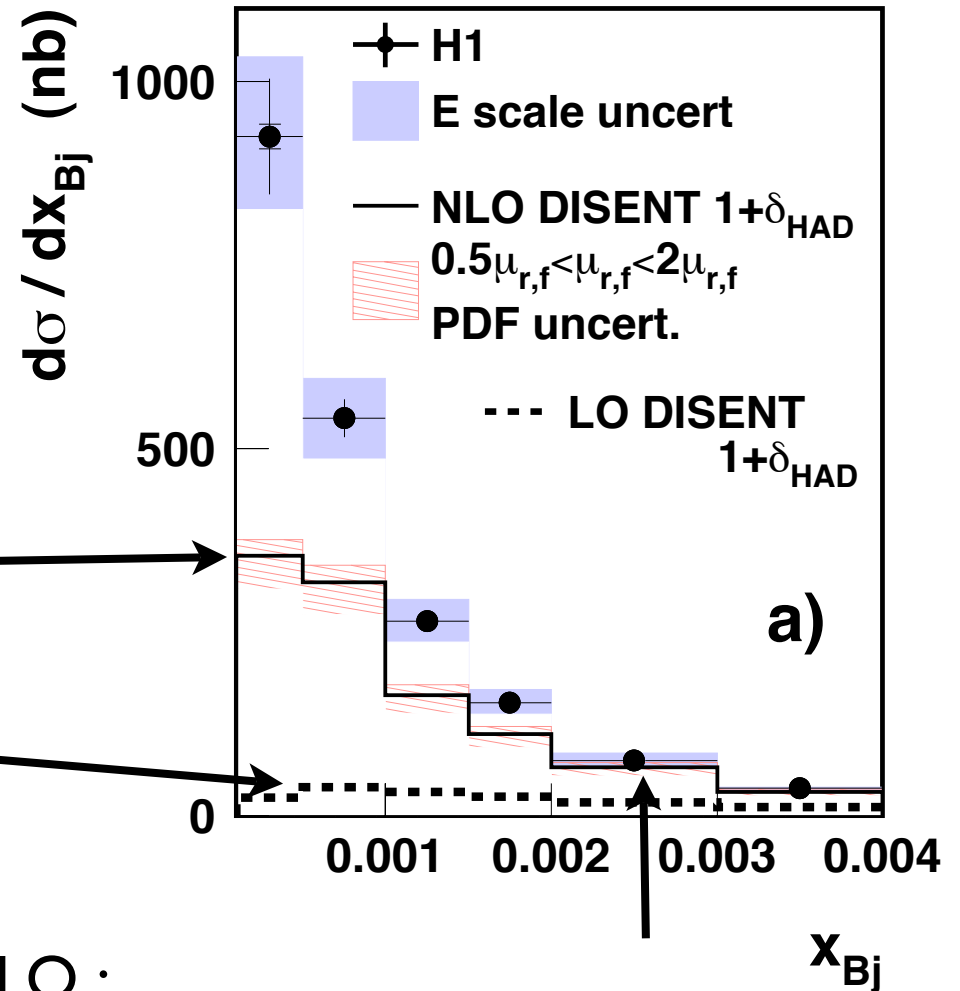 dσ / dx_Bj (nb)
1000
500
0
H1
E scale uncert
NLO DISENT 1+δ_HAD
0.5μ_r,f<μ_r,f<2μ_r,f
PDF uncert.
LO DISENT
1+δ_HAD
a)
0.001 0.002 0.003 0.004
x_Bj